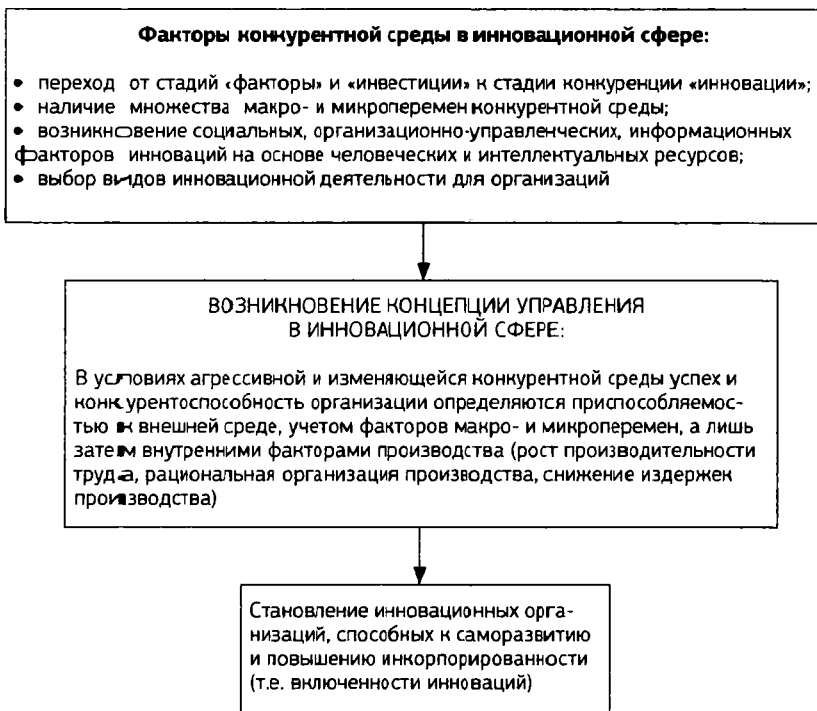 Факторы конкурентной среды в инновационной сфере:
• переход от стадий «факторы» и «инвестиции» к стадии конкуренции «инновации»;
• наличие множества макро- и микроперемен конкурентной среды;
• возникновение социальных, организационно-управленческих, информационных
факторов инноваций на основе человеческих и интеллектуальных ресурсов;
• выбор видов инновационной деятельности для организаций
ВОЗНИКНОВЕНИЕ КОНЦЕПЦИИ УПРАВЛЕНИЯ
В ИННОВАЦИОННОЙ СФЕРЕ:
В условиях агрессивной и изменяющейся конкурентной среды успех и
конкурентоспособность организации определяются приспособляемос-
тью к внешней среде, учетом факторов макро- и микроперемен, а лишь
затем внутренними факторами производства (рост производительности
труда, рациональная организация производства, снижение издержек
производства)
Становление инновационных орга-
низаций, способных к саморазвитию
и повышению инкорпорированности
(т.е. включенности инноваций)